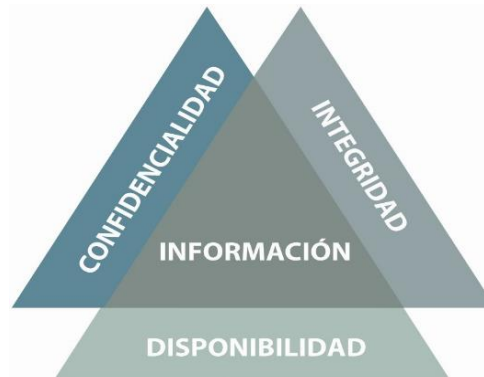 CONFIDENCIALIDAD
INTEGRIDAD
INFORMACIÓN
DISPONIBILIDAD